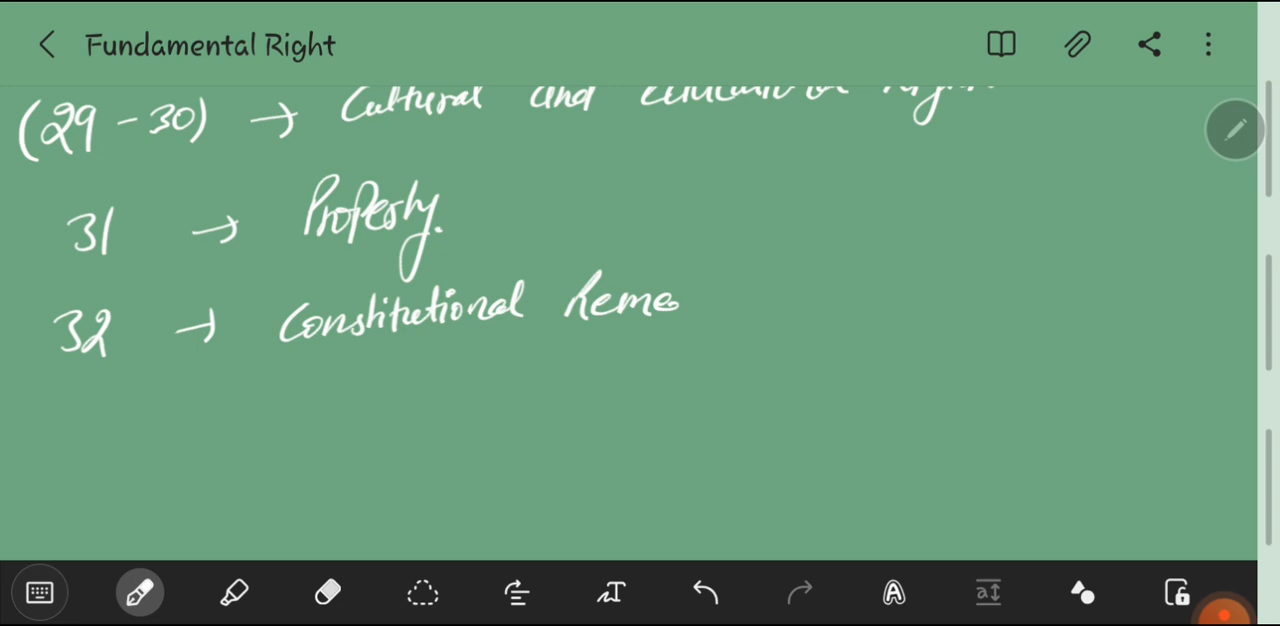 Fundamental Right
(29 - 30) → Cultural and
31 → Property.
32 → Constitutional Reme